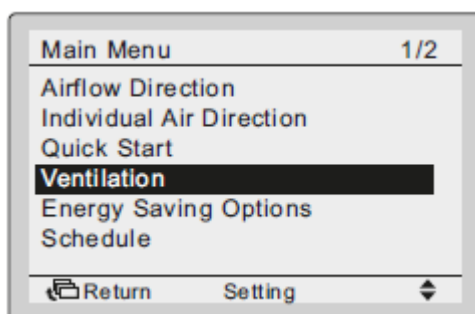 Main Menu 1/2
Airflow Direction
Individual Air Direction
Quick Start
Ventilation
Energy Saving Options
Schedule
Return Setting